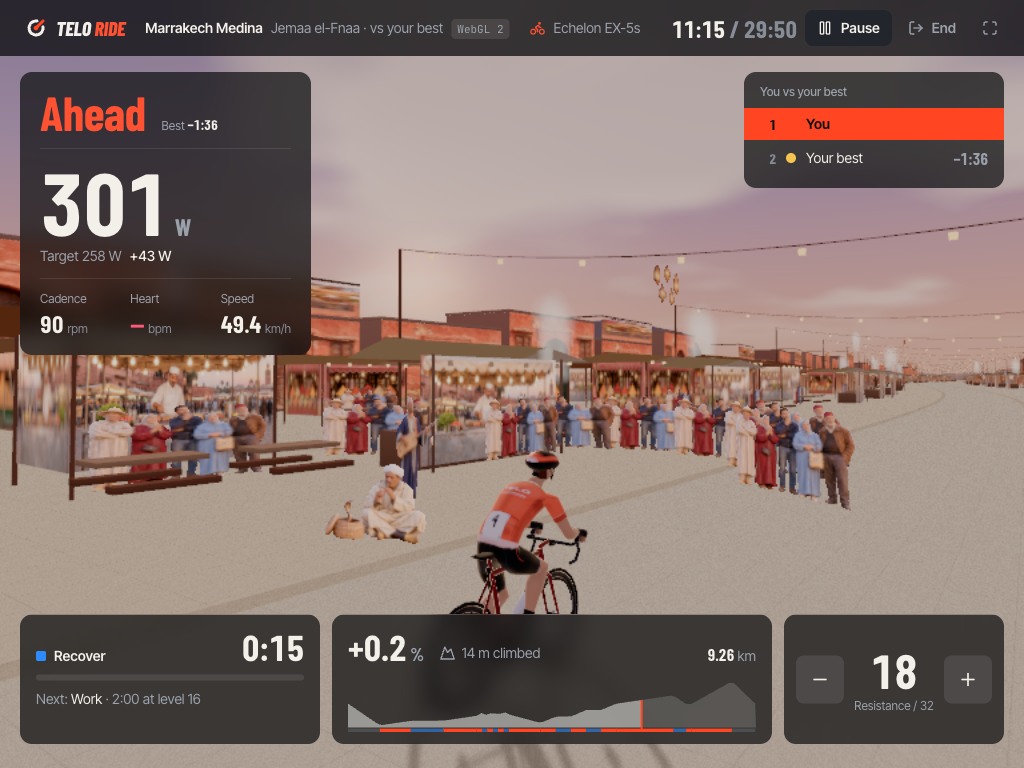 TELO RIDE Marrakech Medina Jemaa el-Fnaa · vs your best WebGL 2 Echelon EX-5s 11:15 / 29:50 Pause End
Ahead Best −1:36
301 W
Target 258 W +43 W
Cadence Heart Speed
90 rpm — bpm 49.4 km/h
You vs your best
1 You
2 Your best −1:36
4
Recover 0:15
Next: Work · 2:00 at level 16
+0.2 % 14 m climbed 9.26 km
− 18 +
Resistance / 32